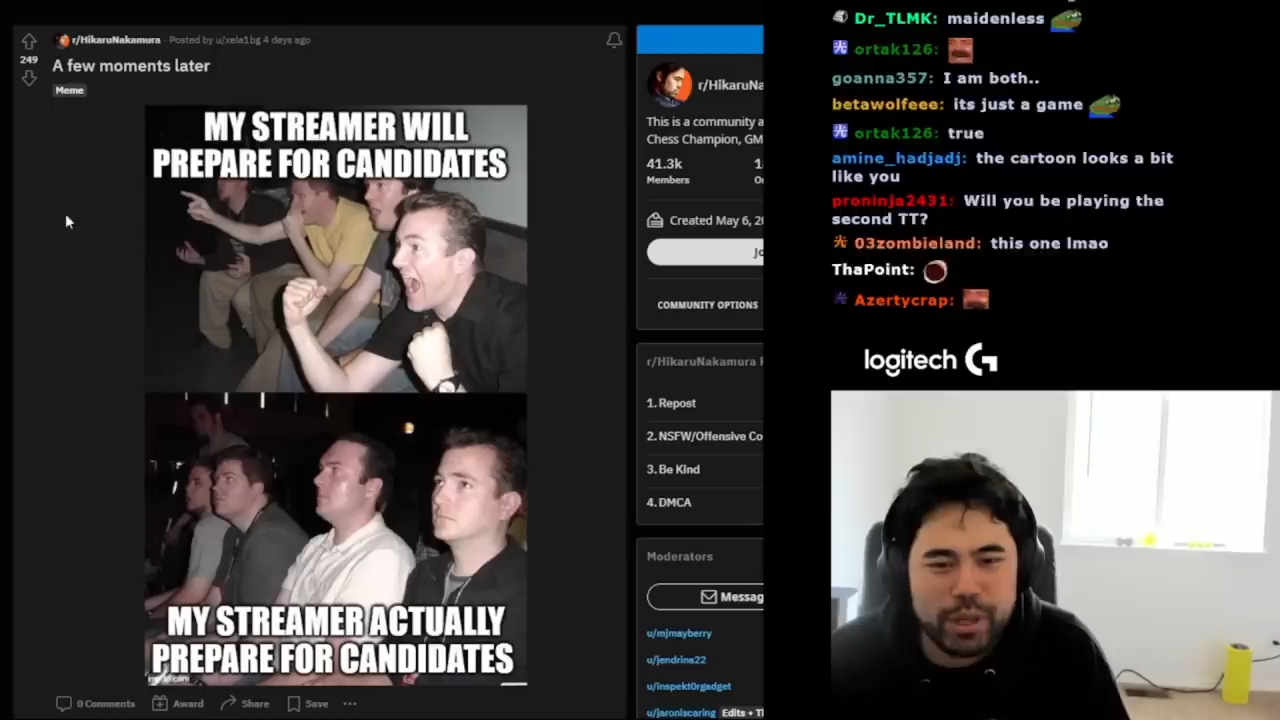 r/HikaruNakamura · Posted by u/xela1bg 4 days ago
249
A few moments later
Meme
MY STREAMER WILL
PREPARE FOR CANDIDATES
MY STREAMER ACTUALLY
PREPARE FOR CANDIDATES
0 Comments
Award
Share
Save
r/HikaruNa
This is a community a
Chess Champion, GM
41.3k
Members
Created May 6, 20
Jo
COMMUNITY OPTIONS
r/HikaruNakamura
1. Repost
2. NSFW/Offensive Co
3. Be Kind
4. DMCA
Moderators
Messag
u/mjmayberry
u/jendrina22
u/inspekt0rgadget
u/jaroniscaring Edits + T
Dr_TLMK: maidenless
ortak126:
goanna357: I am both..
betawolfeee: its just a game
ortak126: true
amine_hadjadj: the cartoon looks a bit
like you
proninja2431: Will you be playing the
second TT?
03zombieland: this one lmao
ThaPoint:
Azertycrap:
logitech G